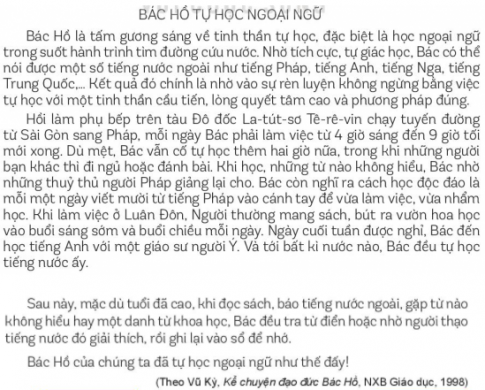 BÁC HỒ TỰ HỌC NGOẠI NGỮ
Bác Hồ là tấm gương sáng về tinh thần tự học, đặc biệt là học ngoại ngữ
trong suốt hành trình tìm đường cứu nước. Nhờ tích cực, tự giác học, Bác có thể
nói được một số tiếng nước ngoài như tiếng Pháp, tiếng Anh, tiếng Nga, tiếng
Trung Quốc,... Kết quả đó chính là nhờ vào sự rèn luyện không ngừng bằng việc
tự học với một tinh thần cầu tiến, lòng quyết tâm cao và phương pháp đúng.
Hồi làm phụ bếp trên tàu Đô đốc La-tút-sơ Tê-rê-vin chạy tuyến đường
từ Sài Gòn sang Pháp, mỗi ngày Bác phải làm việc từ 4 giờ sáng đến 9 giờ tối
mới xong. Dù mệt, Bác vẫn cố tự học thêm hai giờ nữa, trong khi những người
bạn khác thì đi ngủ hoặc đánh bài. Khi học, những từ nào không hiểu, Bác nhờ
những thuỷ thủ người Pháp giảng lại cho. Bác còn nghĩ ra cách học độc đáo là
mỗi một ngày viết mười từ tiếng Pháp vào cánh tay để vừa làm việc, vừa nhẩm
học. Khi làm việc ở Luân Đôn, Người thường mang sách, bút ra vườn hoa học
vào buổi sáng sớm và buổi chiều mỗi ngày. Ngày cuối tuần được nghỉ, Bác đến
học tiếng Anh với một giáo sư người Ý. Và tới bất kì nước nào, Bác đều tự học
tiếng nước ấy.
Sau này, mặc dù tuổi đã cao, khi đọc sách, báo tiếng nước ngoài, gặp từ nào
không hiểu hay một danh từ khoa học, Bác đều tra từ điển hoặc nhờ người thạo
tiếng nước đó giải thích, rồi ghi lại vào sổ để nhớ.
Bác Hồ của chúng ta đã tự học ngoại ngữ như thế đấy!
(Theo Vũ Kỳ, Kể chuyện đạo đức Bác Hồ, NXB Giáo dục, 1998)